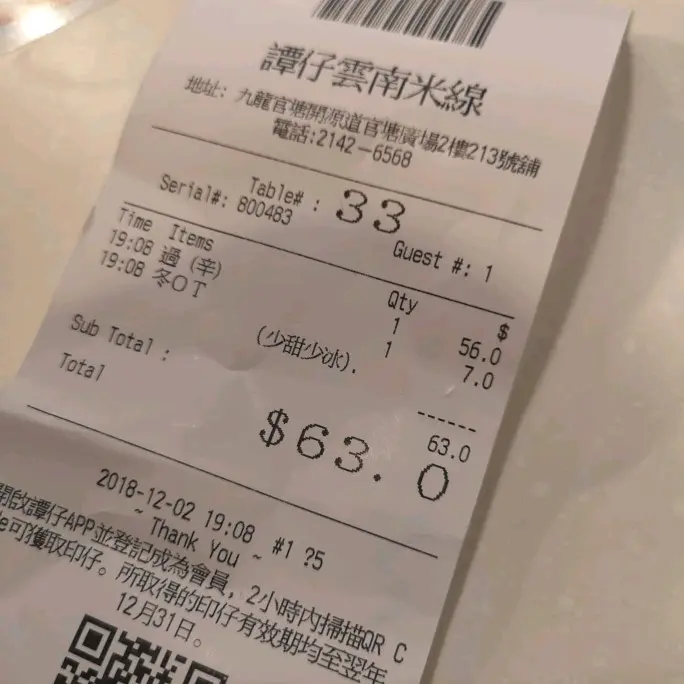 譚仔雲南米線
地址: 九龍官塘開源道官塘廣場2樓213號舖
電話:2142-6568
Table# : 33
Serial#: 800483
Guest #: 1
Time Items Qty $
19:08 過 (辛) 1 56.0
19:08 冬OT 1 7.0
(少甜少冰).
------
Sub Total : 63.0
Total $63.0
2018-12-02 19:08 #1 ?5
~ Thank You ~
開啟譚仔APP並登記成為會員, 2小時內掃描QR C
e可獲取印仔。所取得的印仔有效期均至翌年
12月31日。